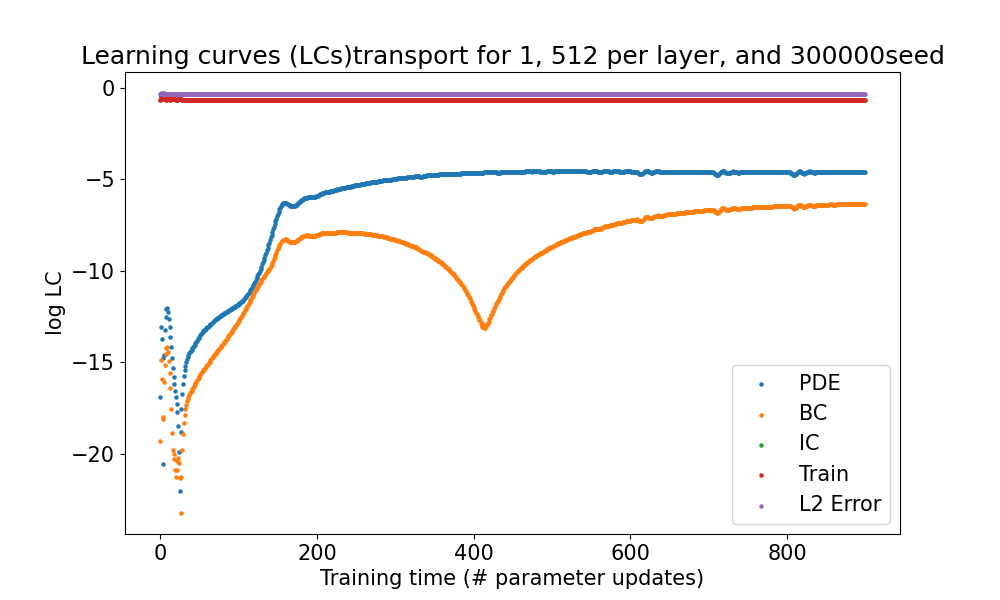 Learning curves (LCs)transport for 1, 512 per layer, and 300000seed
0
−5
−10
−15
−20
log LC
0 200 400 600 800
Training time (# parameter updates)
PDE
BC
IC
Train
L2 Error